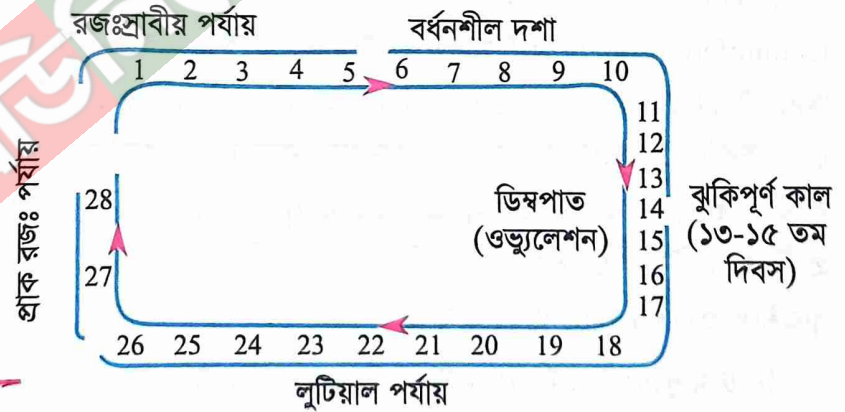 রজঃস্রাবীয় পর্যায়
বর্ধনশীল দশা
1 2 3 4 5 6 7 8 9 10
11
12
13
14
15
16
17
ডিম্বপাত
(ওভ্যুলেশন)
ঝুকিপূর্ণ কাল
(১৩-১৫ তম
দিবস)
প্রাক রজঃ পর্যায়
28
27
26 25 24 23 22 21 20 19 18
লুটিয়াল পর্যায়